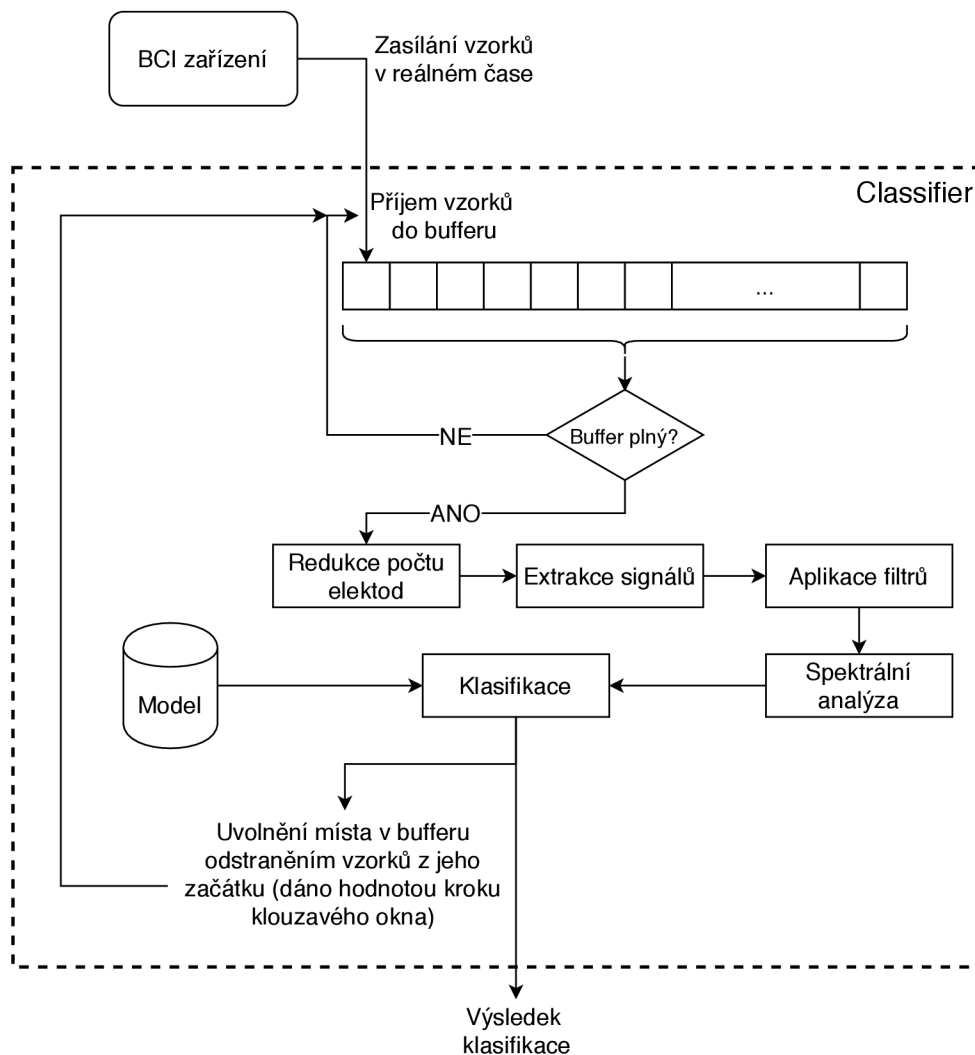 BCI zařízení
Zasílání vzorků
v reálném čase
Classifier
Příjem vzorků
do bufferu
...
Buffer plný?
NE
ANO
Redukce počtu
elektod
Extrakce signálů
Aplikace filtrů
Model
Klasifikace
Spektrální
analýza
Uvolnění místa v bufferu
odstraněním vzorků z jeho
začátku (dáno hodnotou kroku
klouzavého okna)
Výsledek
klasifikace